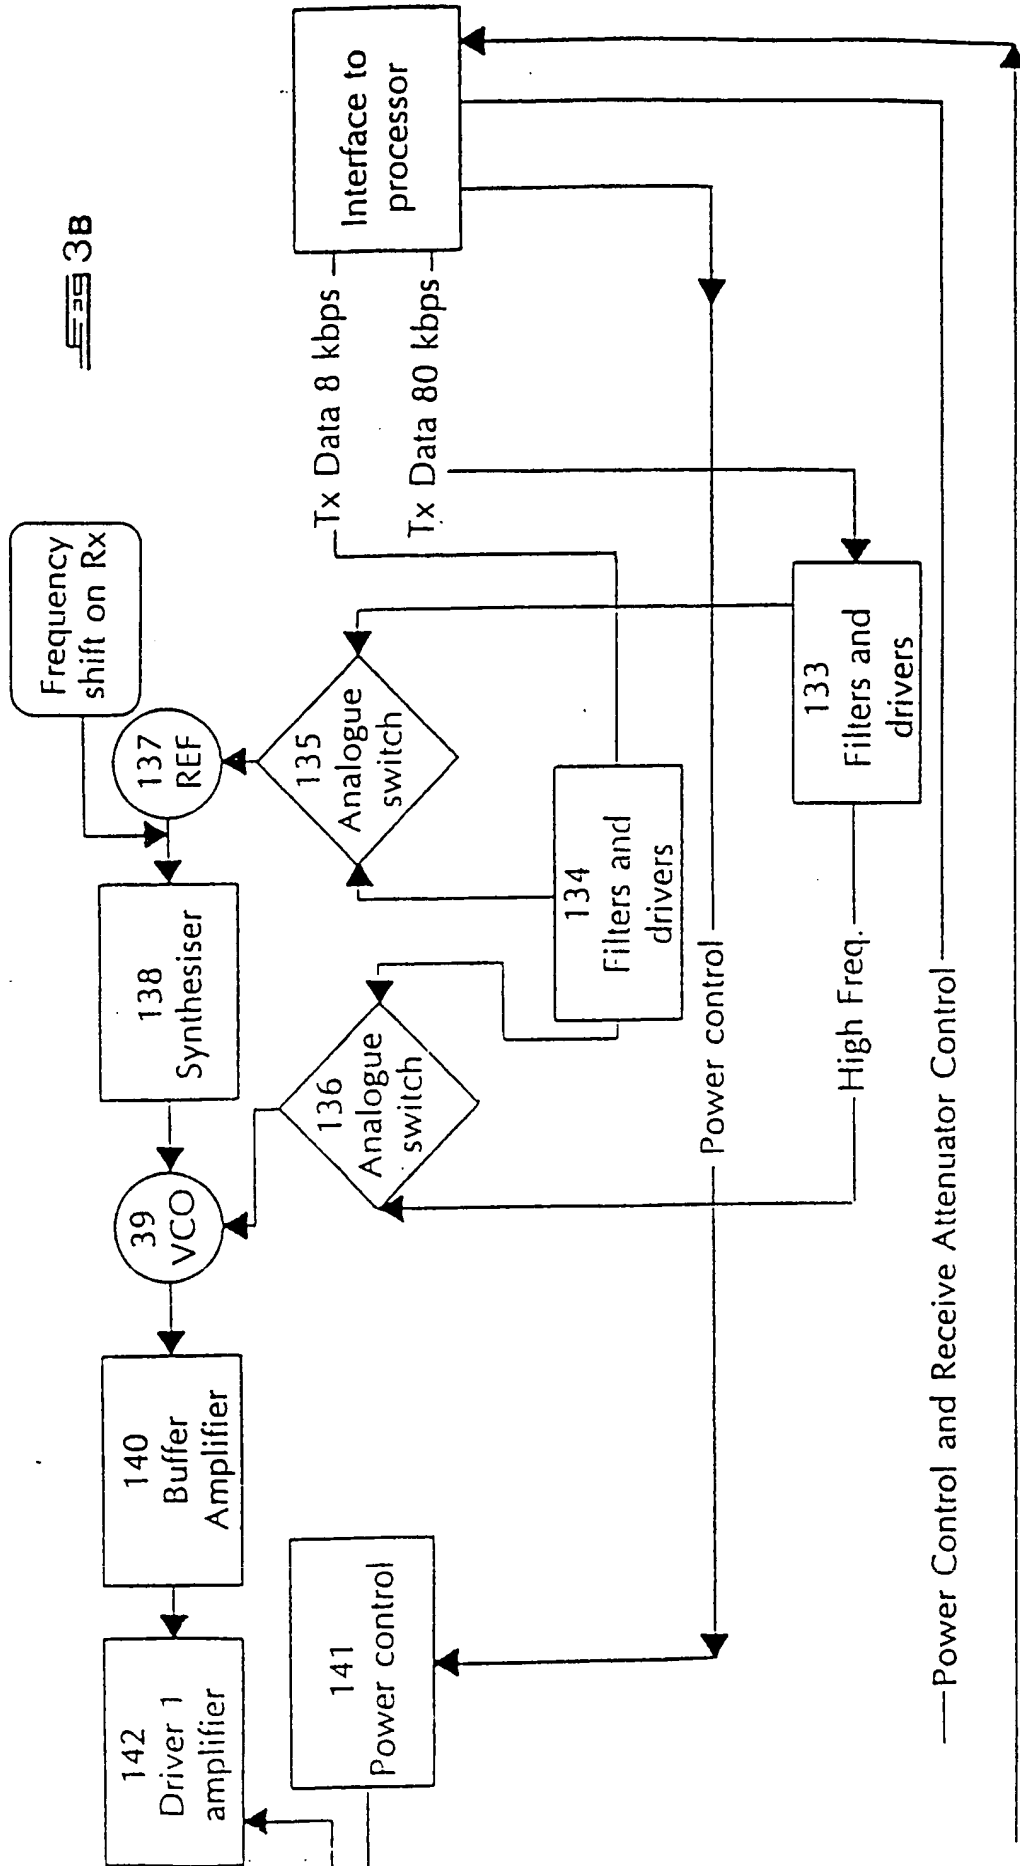 Fig 3B
Interface to
processor
Tx Data 8 kbps
Tx Data 80 kbps
Frequency
shift on Rx
137
REF
135
Analogue
switch
138
Synthesiser
136
Analogue
switch
134
Filters and
drivers
133
Filters and
drivers
39
VCO
140
Buffer
Amplifier
142
Driver 1
amplifier
141
Power control
Power control
High Freq.
Power Control and Receive Attenuator Control